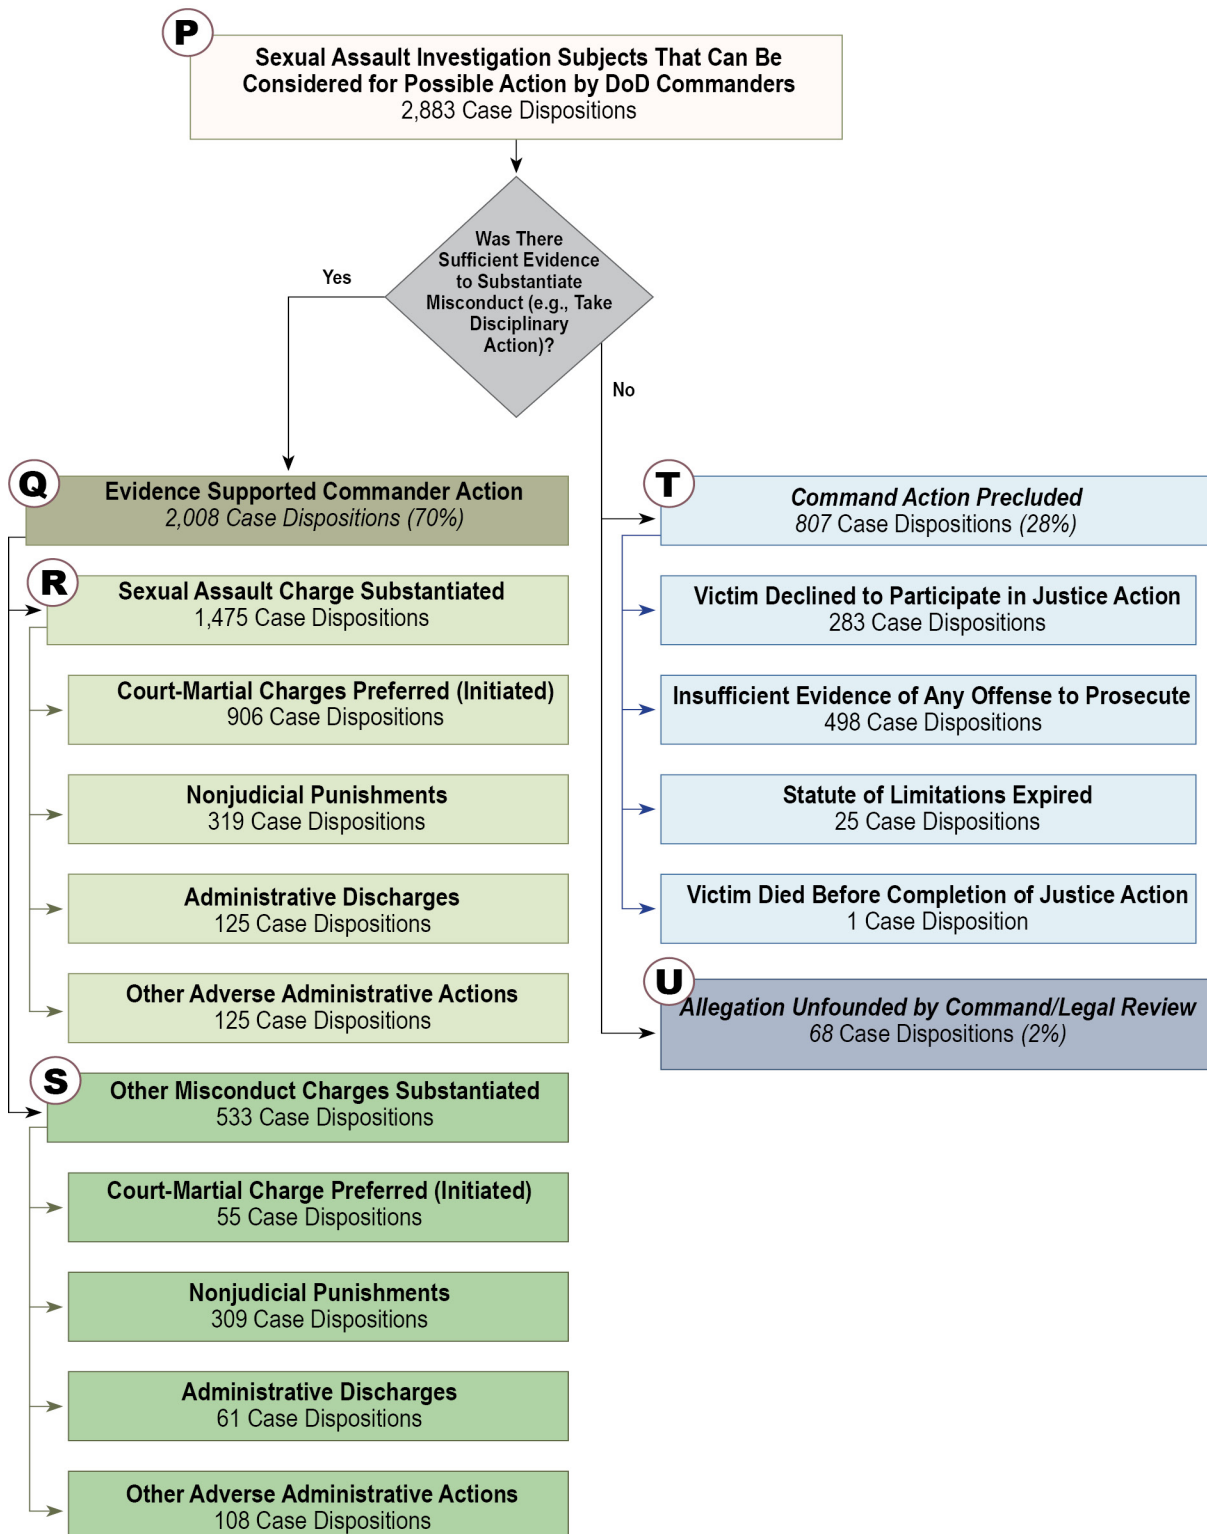 P
Sexual Assault Investigation Subjects That Can Be
Considered for Possible Action by DoD Commanders
2,883 Case Dispositions
Was There
Sufficient Evidence
to Substantiate
Misconduct (e.g., Take
Disciplinary
Action)?
Yes
No
Q
Evidence Supported Commander Action
2,008 Case Dispositions (70%)
R
Sexual Assault Charge Substantiated
1,475 Case Dispositions
Court-Martial Charges Preferred (Initiated)
906 Case Dispositions
Nonjudicial Punishments
319 Case Dispositions
Administrative Discharges
125 Case Dispositions
Other Adverse Administrative Actions
125 Case Dispositions
S
Other Misconduct Charges Substantiated
533 Case Dispositions
Court-Martial Charge Preferred (Initiated)
55 Case Dispositions
Nonjudicial Punishments
309 Case Dispositions
Administrative Discharges
61 Case Dispositions
Other Adverse Administrative Actions
108 Case Dispositions
T
Command Action Precluded
807 Case Dispositions (28%)
Victim Declined to Participate in Justice Action
283 Case Dispositions
Insufficient Evidence of Any Offense to Prosecute
498 Case Dispositions
Statute of Limitations Expired
25 Case Dispositions
Victim Died Before Completion of Justice Action
1 Case Disposition
U
Allegation Unfounded by Command/Legal Review
68 Case Dispositions (2%)